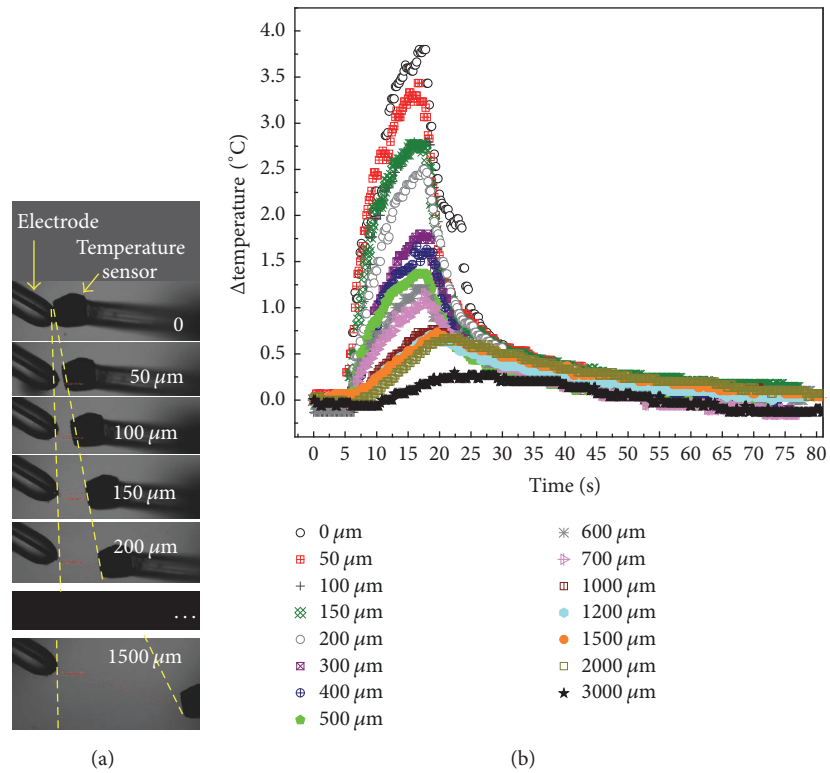 Electrode
Temperature
sensor
0
50 μm
100 μm
150 μm
200 μm
...
1500 μm
(a)
4.0
3.5
3.0
2.5
2.0
1.5
1.0
0.5
0.0
Δtemperature (°C)
0 5 10 15 20 25 30 35 40 45 50 55 60 65 70 75 80
Time (s)
0 μm
50 μm
100 μm
150 μm
200 μm
300 μm
400 μm
500 μm
600 μm
700 μm
1000 μm
1200 μm
1500 μm
2000 μm
3000 μm
(b)